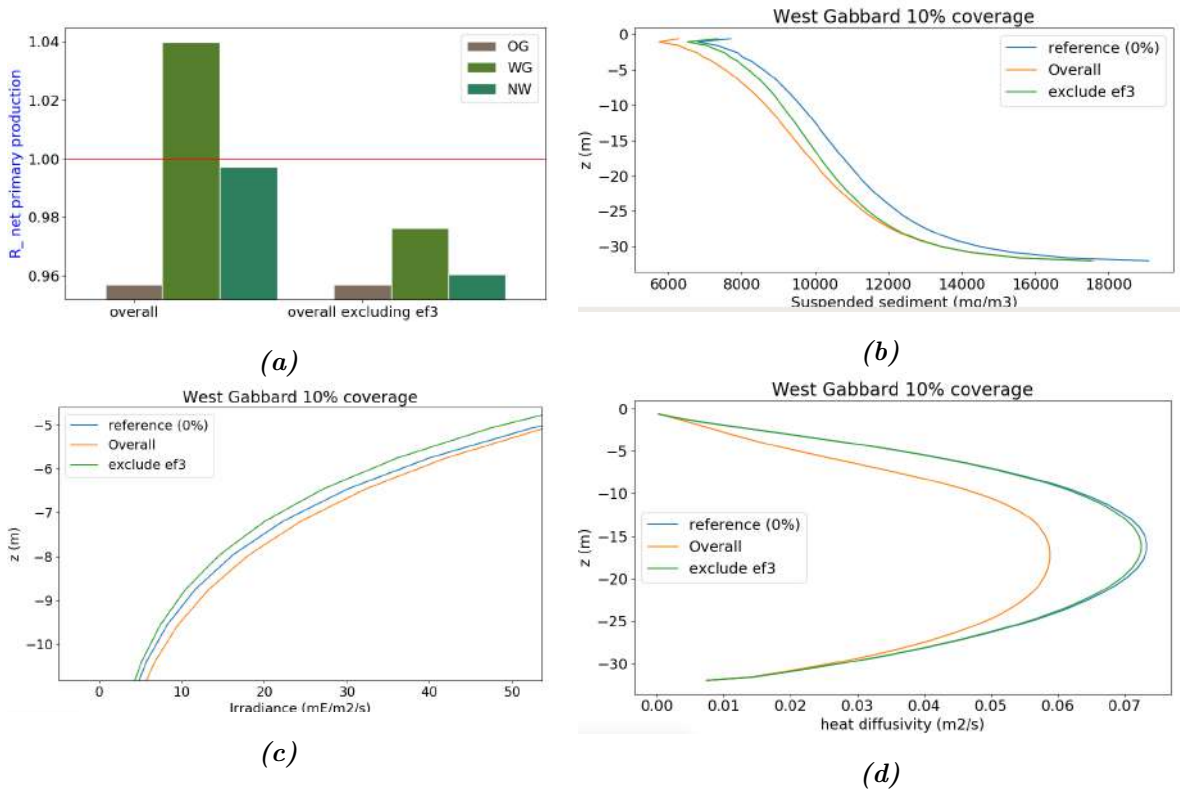 1.04
1.02
1.00
0.98
0.96
R_ net primary production
OG
WG
NW
overall
overall excluding ef3
(a)
West Gabbard 10% coverage
0
−5
−10
−15
−20
−25
−30
z (m)
reference (0%)
Overall
exclude ef3
6000 8000 10000 12000 14000 16000 18000
Suspended sediment (mg/m3)
(b)
West Gabbard 10% coverage
−5
−6
−7
−8
−9
−10
z (m)
reference (0%)
Overall
exclude ef3
0 10 20 30 40 50
Irradiance (mE/m2/s)
(c)
West Gabbard 10% coverage
0
−5
−10
−15
−20
−25
−30
z (m)
reference (0%)
Overall
exclude ef3
0.00 0.01 0.02 0.03 0.04 0.05 0.06 0.07
heat diffusivity (m2/s)
(d)